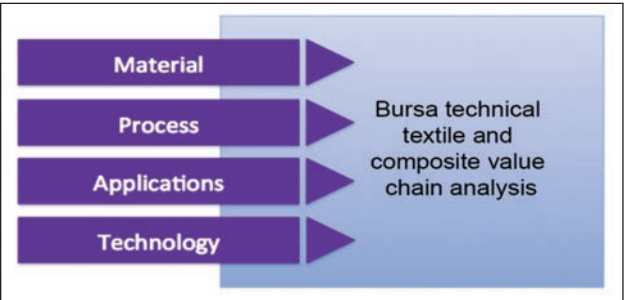 Material
Process
Applications
Technology
Bursa technical
textile and
composite value
chain analysis